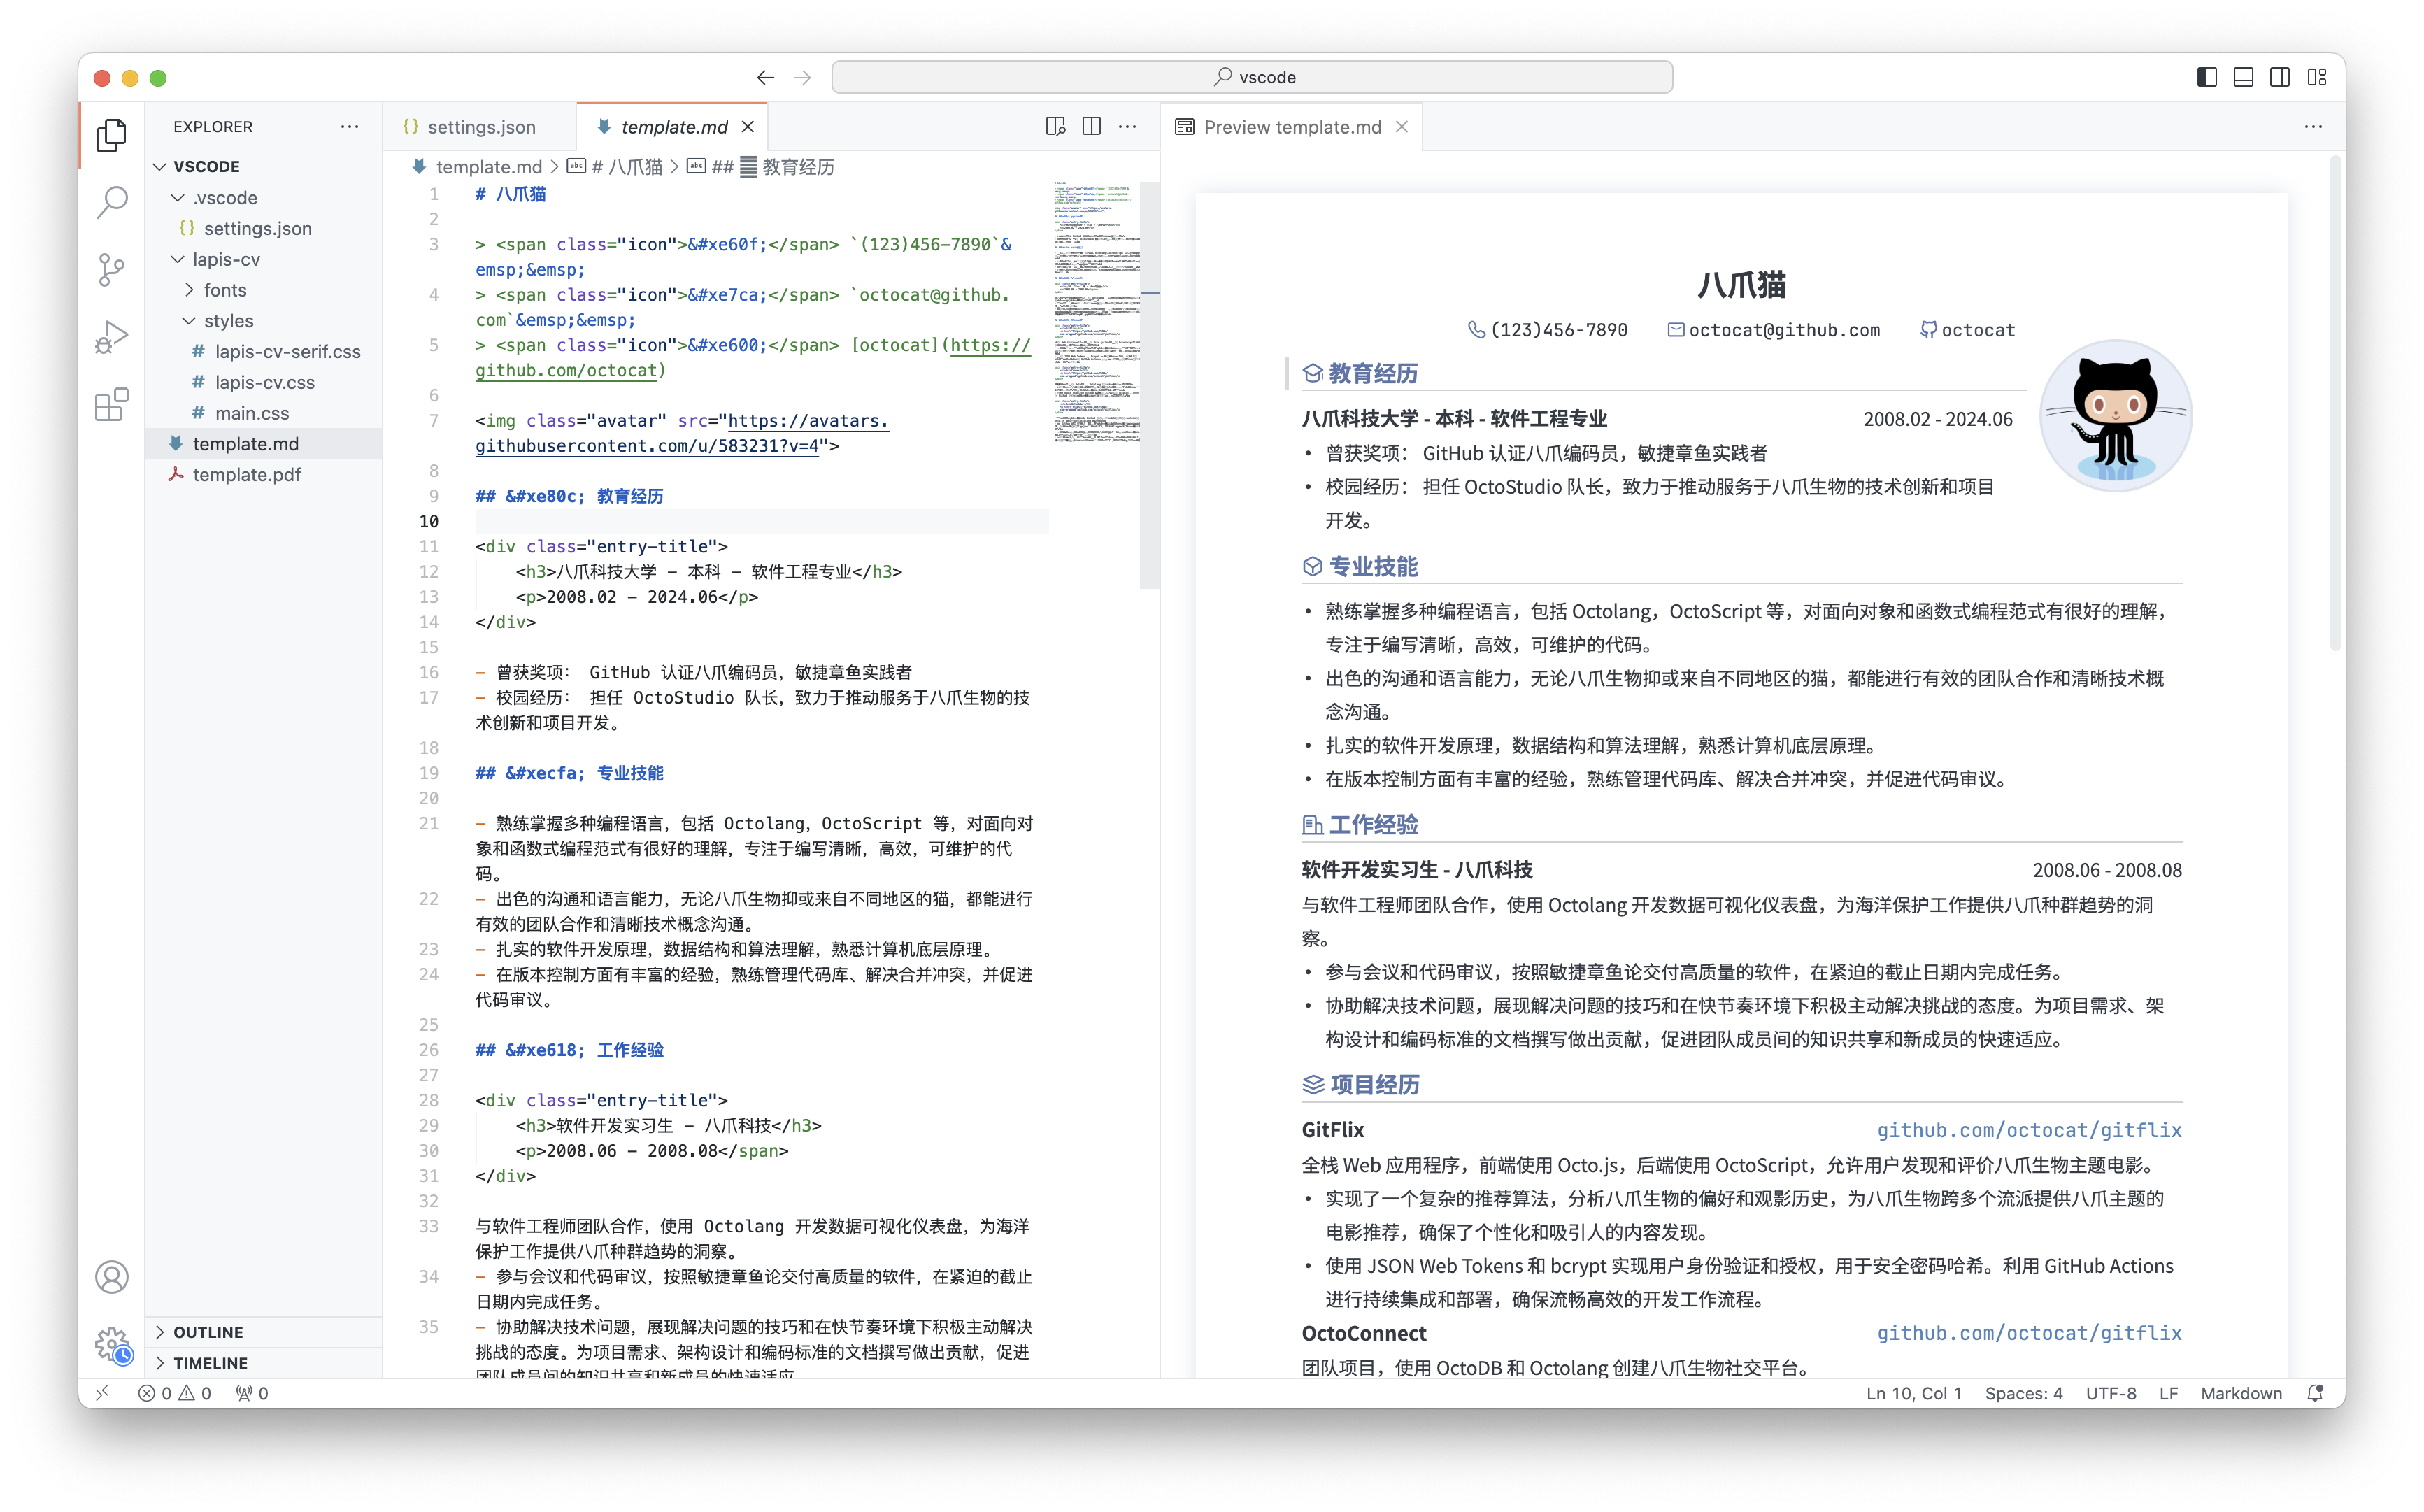 vscode
EXPLORER
VSCODE
.vscode
{} settings.json
lapis-cv
fonts
styles
# lapis-cv-serif.css
# lapis-cv.css
# main.css
template.md
template.pdf
OUTLINE
TIMELINE
{} settings.json
template.md
template.md > # 八爪猫 > ## 教育经历
1 # 八爪猫
2
3 > <span class="icon">&#xe60f;</span> `(123)456-7890`&
emsp;&emsp;
4 > <span class="icon">&#xe7ca;</span> `octocat@github.
com`&emsp;&emsp;
5 > <span class="icon">&#xe600;</span> [octocat](https://
github.com/octocat)
6
7 <img class="avatar" src="https://avatars.
githubusercontent.com/u/583231?v=4">
8
9 ## &#xe80c; 教育经历
10
11 <div class="entry-title">
12 <h3>八爪科技大学 - 本科 - 软件工程专业</h3>
13 <p>2008.02 - 2024.06</p>
14 </div>
15
16 - 曾获奖项： GitHub 认证八爪编码员，敏捷章鱼实践者
17 - 校园经历： 担任 OctoStudio 队长，致力于推动服务于八爪生物的技
术创新和项目开发。
18
19 ## &#xecfa; 专业技能
20
21 - 熟练掌握多种编程语言，包括 Octolang，OctoScript 等，对面向对
象和函数式编程范式有很好的理解，专注于编写清晰，高效，可维护的代
码。
22 - 出色的沟通和语言能力，无论八爪生物抑或来自不同地区的猫，都能进行
有效的团队合作和清晰技术概念沟通。
23 - 扎实的软件开发原理，数据结构和算法理解，熟悉计算机底层原理。
24 - 在版本控制方面有丰富的经验，熟练管理代码库、解决合并冲突，并促进
代码审议。
25
26 ## &#xe618; 工作经验
27
28 <div class="entry-title">
29 <h3>软件开发实习生 - 八爪科技</h3>
30 <p>2008.06 - 2008.08</span>
31 </div>
32
33 与软件工程师团队合作，使用 Octolang 开发数据可视化仪表盘，为海洋
保护工作提供八爪种群趋势的洞察。
34 - 参与会议和代码审议，按照敏捷章鱼论交付高质量的软件，在紧迫的截止
日期内完成任务。
35 - 协助解决技术问题，展现解决问题的技巧和在快节奏环境下积极主动解决
挑战的态度。为项目需求、架构设计和编码标准的文档撰写做出贡献，促进
团队成员间的知识共享和新成员的快速适应
Preview template.md
八爪猫
(123)456-7890 octocat@github.com octocat
教育经历
八爪科技大学 - 本科 - 软件工程专业 2008.02 - 2024.06
• 曾获奖项： GitHub 认证八爪编码员，敏捷章鱼实践者
• 校园经历： 担任 OctoStudio 队长，致力于推动服务于八爪生物的技术创新和项目
开发。
专业技能
• 熟练掌握多种编程语言，包括 Octolang，OctoScript 等，对面向对象和函数式编程范式有很好的理解，
专注于编写清晰，高效，可维护的代码。
• 出色的沟通和语言能力，无论八爪生物抑或来自不同地区的猫，都能进行有效的团队合作和清晰技术概
念沟通。
• 扎实的软件开发原理，数据结构和算法理解，熟悉计算机底层原理。
• 在版本控制方面有丰富的经验，熟练管理代码库、解决合并冲突，并促进代码审议。
工作经验
软件开发实习生 - 八爪科技 2008.06 - 2008.08
与软件工程师团队合作，使用 Octolang 开发数据可视化仪表盘，为海洋保护工作提供八爪种群趋势的洞
察。
• 参与会议和代码审议，按照敏捷章鱼论交付高质量的软件，在紧迫的截止日期内完成任务。
• 协助解决技术问题，展现解决问题的技巧和在快节奏环境下积极主动解决挑战的态度。为项目需求、架
构设计和编码标准的文档撰写做出贡献，促进团队成员间的知识共享和新成员的快速适应。
项目经历
GitFlix github.com/octocat/gitflix
全栈 Web 应用程序，前端使用 Octo.js，后端使用 OctoScript，允许用户发现和评价八爪生物主题电影。
• 实现了一个复杂的推荐算法，分析八爪生物的偏好和观影历史，为八爪生物跨多个流派提供八爪主题的
电影推荐，确保了个性化和吸引人的内容发现。
• 使用 JSON Web Tokens 和 bcrypt 实现用户身份验证和授权，用于安全密码哈希。利用 GitHub Actions
进行持续集成和部署，确保流畅高效的开发工作流程。
OctoConnect github.com/octocat/gitflix
团队项目，使用 OctoDB 和 Octolang 创建八爪生物社交平台。
0 0 0 Ln 10, Col 1 Spaces: 4 UTF-8 LF Markdown